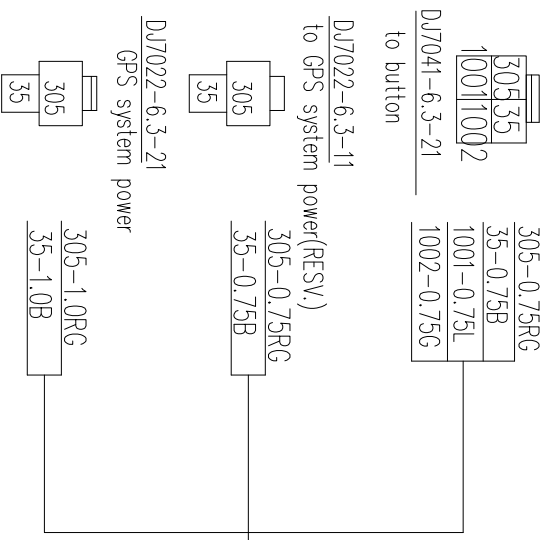 305 35
1001 1002
DJ7041-6.3-21
to button
305-0.75RG
35-0.75B
1001-0.75L
1002-0.75G
305
35
DJ7022-6.3-11
to GPS system power(RESV.)
305-0.75RG
35-0.75B
305
35
DJ7022-6.3-21
GPS system power
305-1.0RG
35-1.0B